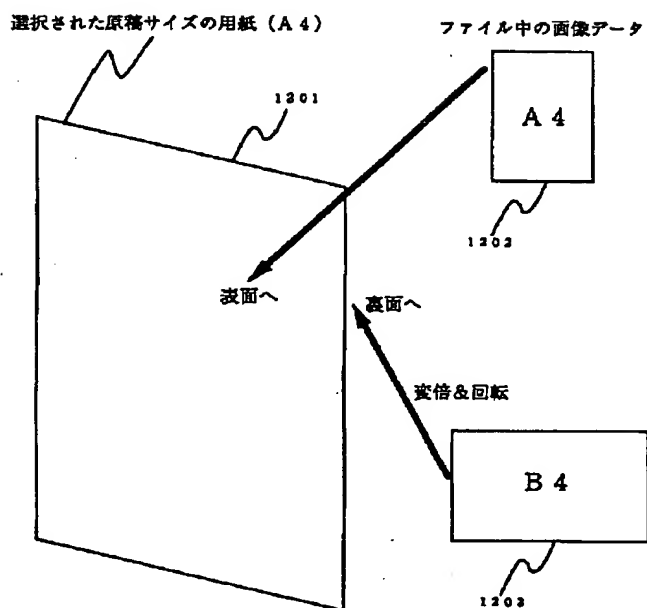 選択された原稿サイズの用紙（A4）
ファイル中の画像データ
1201
A4
1202
表面へ
裏面へ
変倍&回転
B4
1203